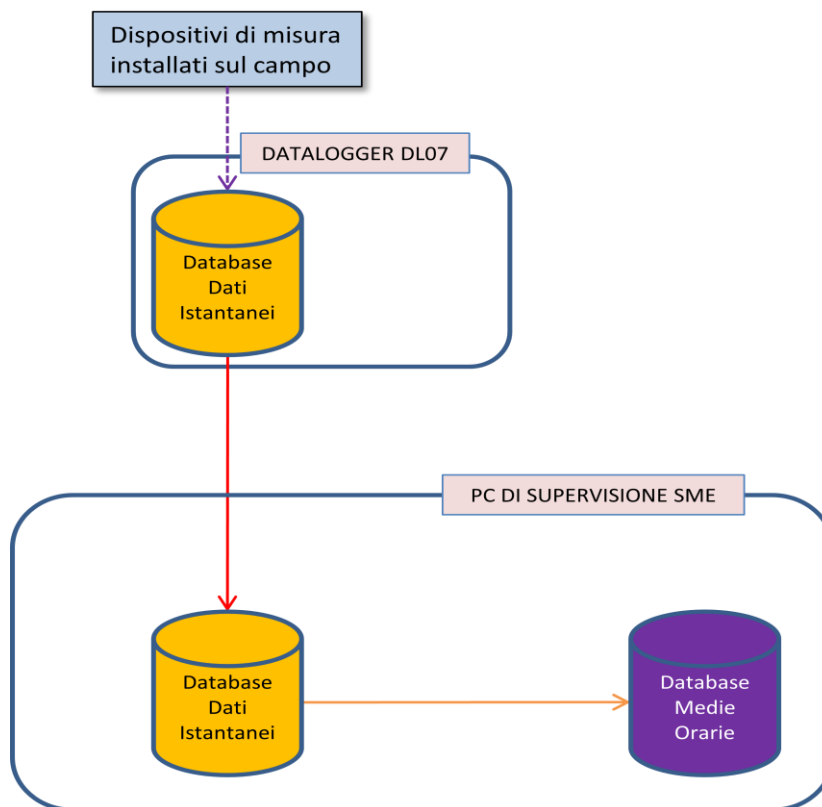 Dispositivi di misura
installati sul campo
DATALOGGER DL07
Database
Dati
Istantanei
PC DI SUPERVISIONE SME
Database
Dati
Istantanei
Database
Medie
Orarie